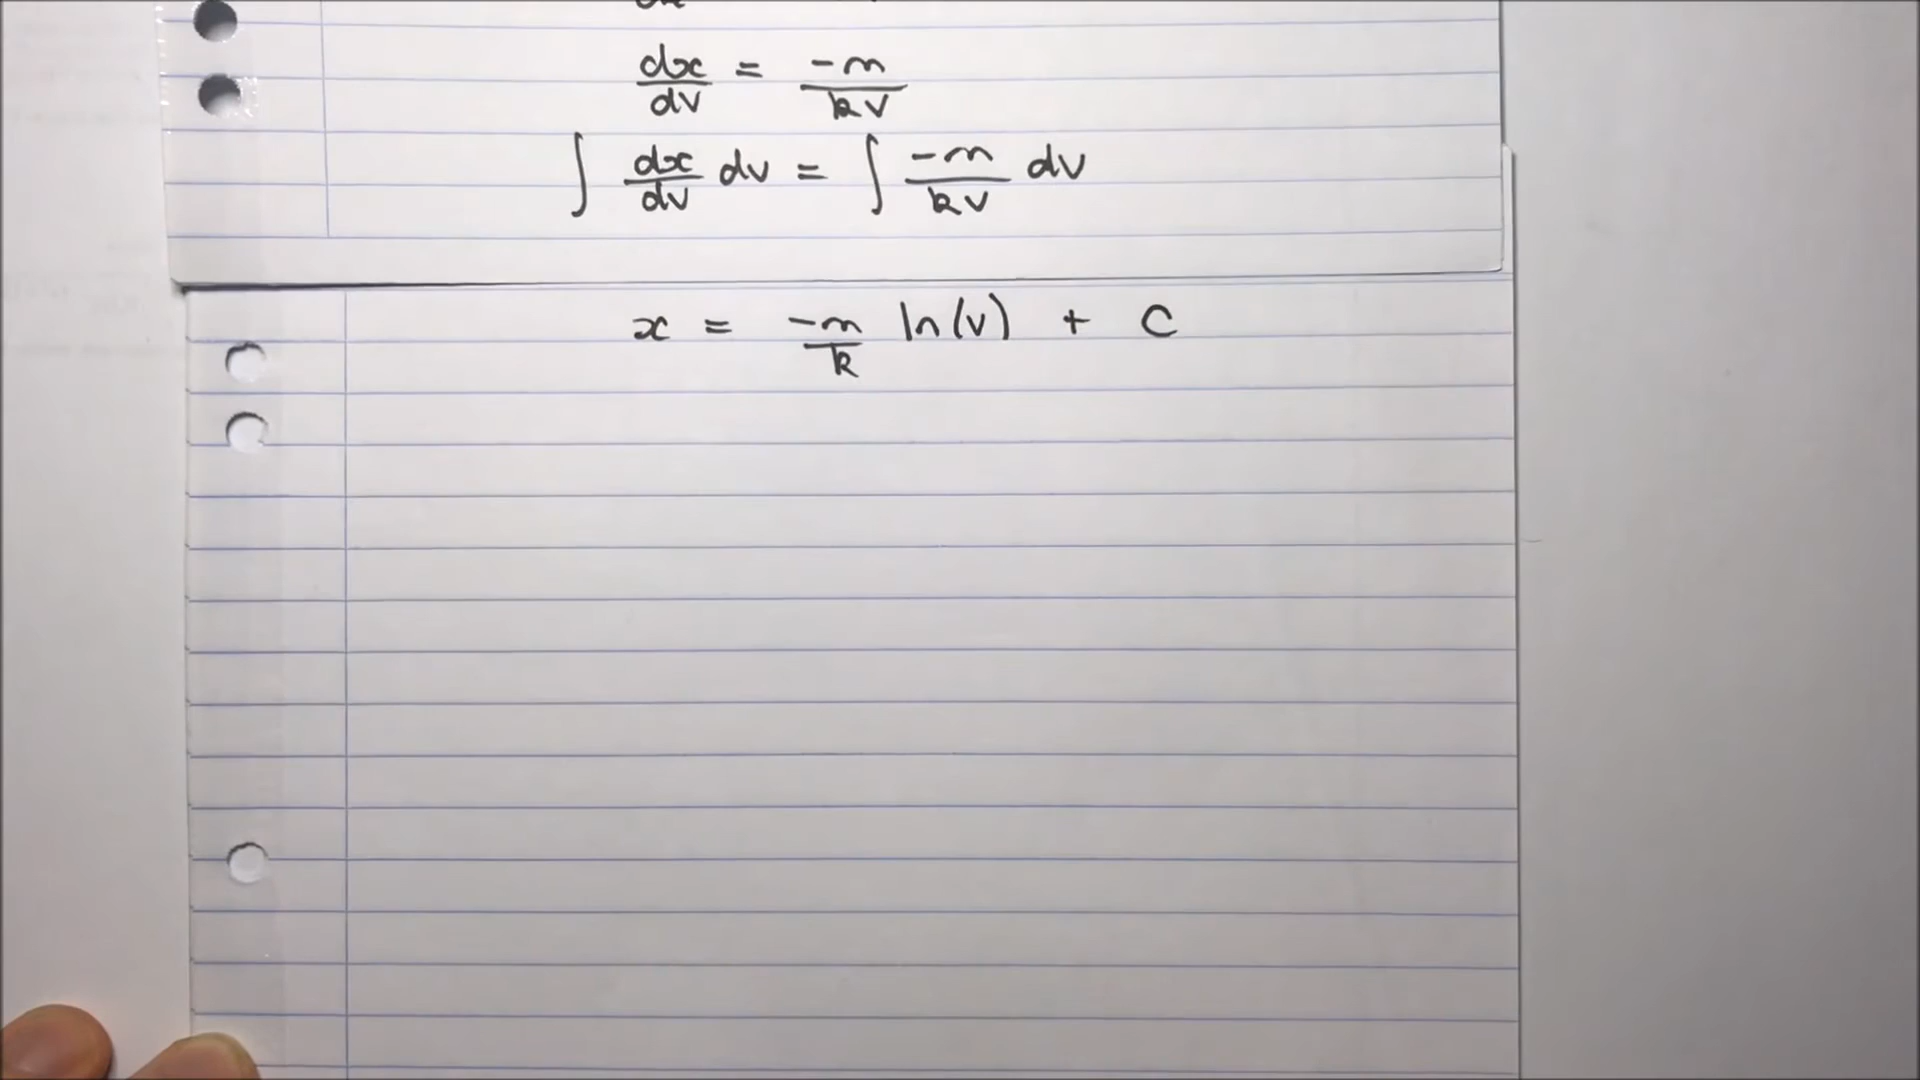 dx/dv = -m/kv
∫ dx/dv dv = ∫ -m/kv dv
x = -m/k ln(v) + C